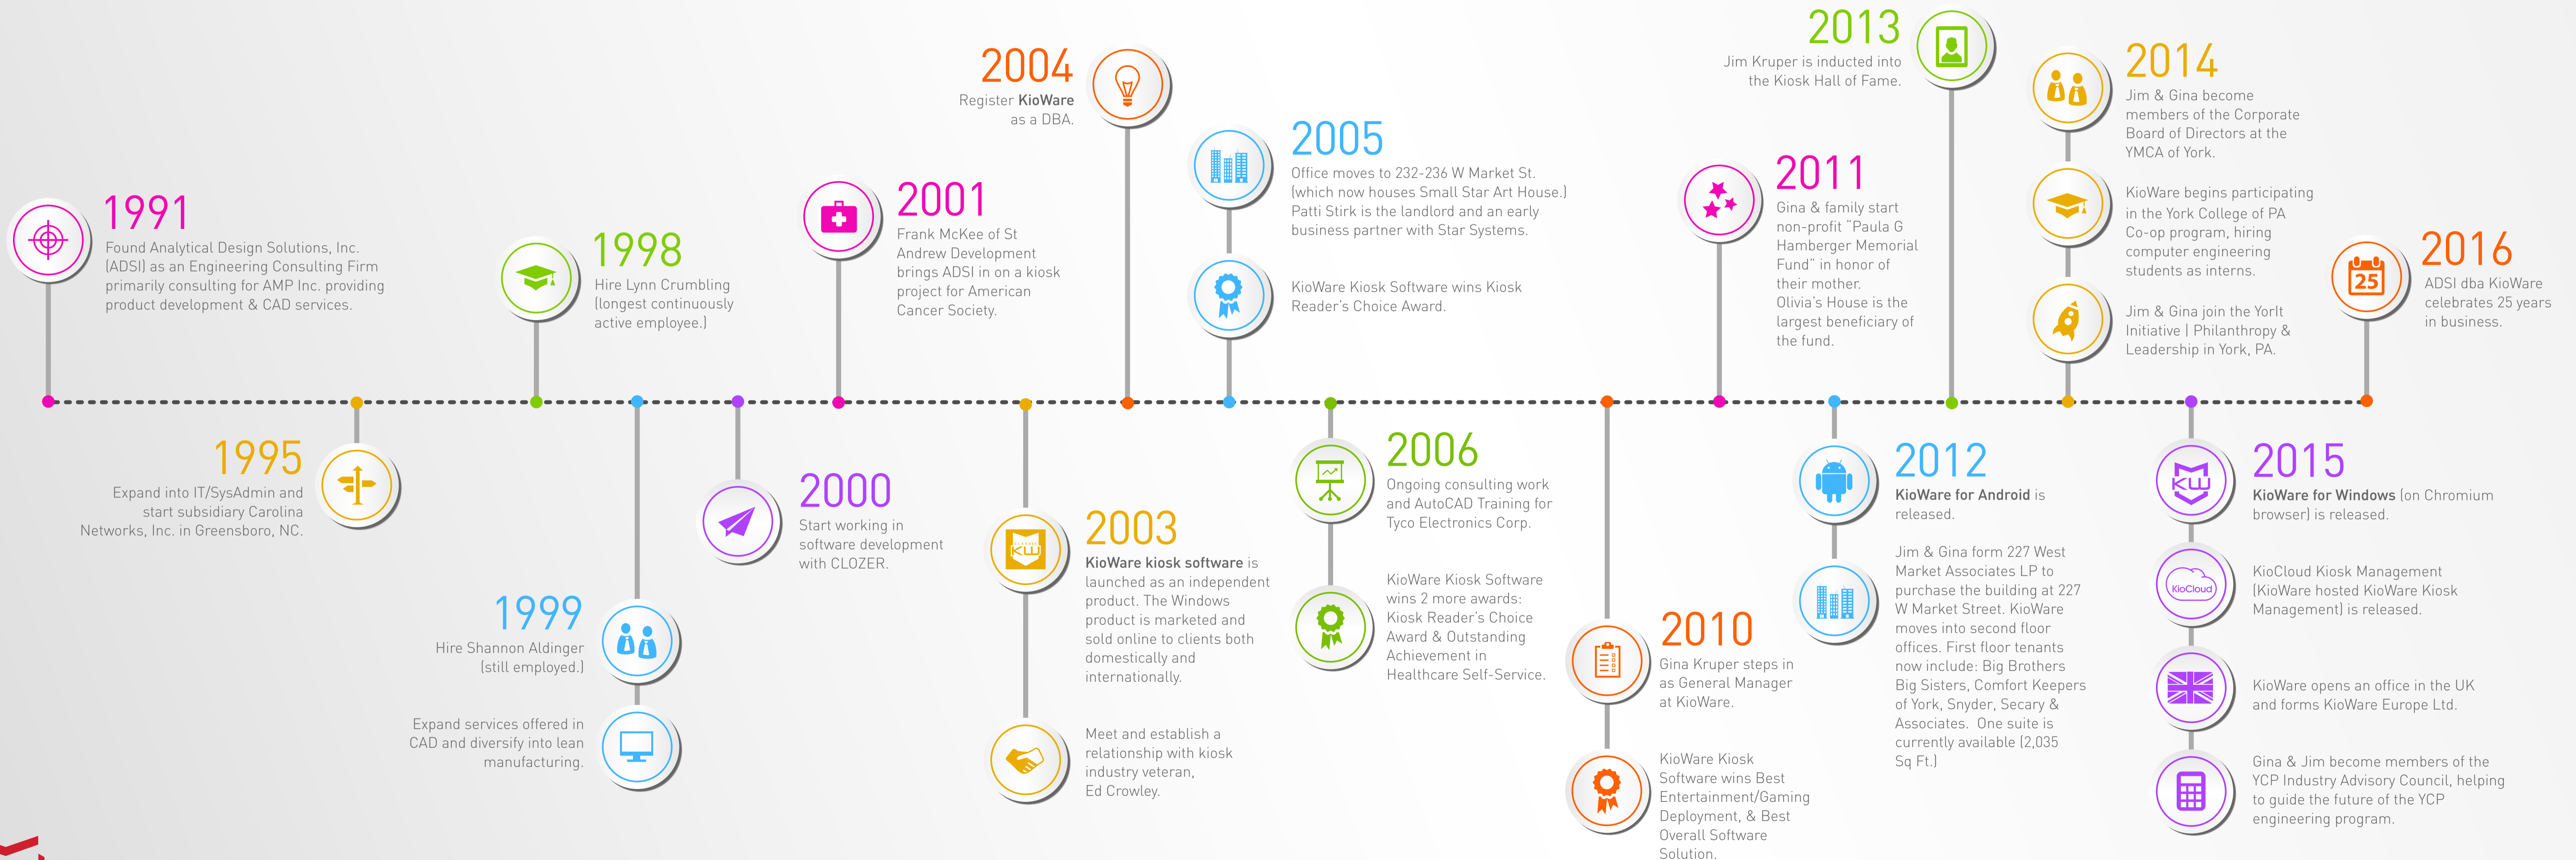 1991
Found Analytical Design Solutions, Inc.
(ADSI) as an Engineering Consulting Firm
primarily consulting for AMP Inc. providing
product development & CAD services.
1995
Expand into IT/SysAdmin and
start subsidiary Carolina
Networks, Inc. in Greensboro, NC.
1998
Hire Lynn Crumbling
(longest continuously
active employee.)
1999
Hire Shannon Aldinger
(still employed.)
Expand services offered in
CAD and diversify into lean
manufacturing.
2000
Start working in
software development
with CLOZER.
2001
Frank McKee of St
Andrew Development
brings ADSI in on a kiosk
project for American
Cancer Society.
2003
KW
KioWare kiosk software is
launched as an independent
product. The Windows
product is marketed and
sold online to clients both
domestically and
internationally.
Meet and establish a
relationship with kiosk
industry veteran,
Ed Crowley.
2004
Register KioWare
as a DBA.
2005
Office moves to 232-236 W Market St.
(which now houses Small Star Art House.)
Patti Stirk is the landlord and an early
business partner with Star Systems.
KioWare Kiosk Software wins Kiosk
Reader's Choice Award.
2006
Ongoing consulting work
and AutoCAD Training for
Tyco Electronics Corp.
KioWare Kiosk Software
wins 2 more awards:
Kiosk Reader's Choice
Award & Outstanding
Achievement in
Healthcare Self-Service.
2010
Gina Kruper steps in
as General Manager
at KioWare.
KioWare Kiosk
Software wins Best
Entertainment/Gaming
Deployment, & Best
Overall Software
Solution.
2011
Gina & family start
non-profit "Paula G
Hamberger Memorial
Fund" in honor of
their mother.
Olivia's House is the
largest beneficiary of
the fund.
2012
KioWare for Android is
released.
Jim & Gina form 227 West
Market Associates LP to
purchase the building at 227
W Market Street. KioWare
moves into second floor
offices. First floor tenants
now include: Big Brothers
Big Sisters, Comfort Keepers
of York, Snyder, Secary &
Associates. One suite is
currently available (2,035
Sq Ft.)
2013
Jim Kruper is inducted into
the Kiosk Hall of Fame.
2014
Jim & Gina become
members of the Corporate
Board of Directors at the
YMCA of York.
KioWare begins participating
in the York College of PA
Co-op program, hiring
computer engineering
students as interns.
Jim & Gina join the YorIt
Initiative | Philanthropy &
Leadership in York, PA.
2015
KW
KioWare for Windows (on Chromium
browser) is released.
KioCloud
KioCloud Kiosk Management
(KioWare hosted KioWare Kiosk
Management) is released.
KioWare opens an office in the UK
and forms KioWare Europe Ltd.
Gina & Jim become members of the
YCP Industry Advisory Council, helping
to guide the future of the YCP
engineering program.
2016
25
ADSI dba KioWare
celebrates 25 years
in business.